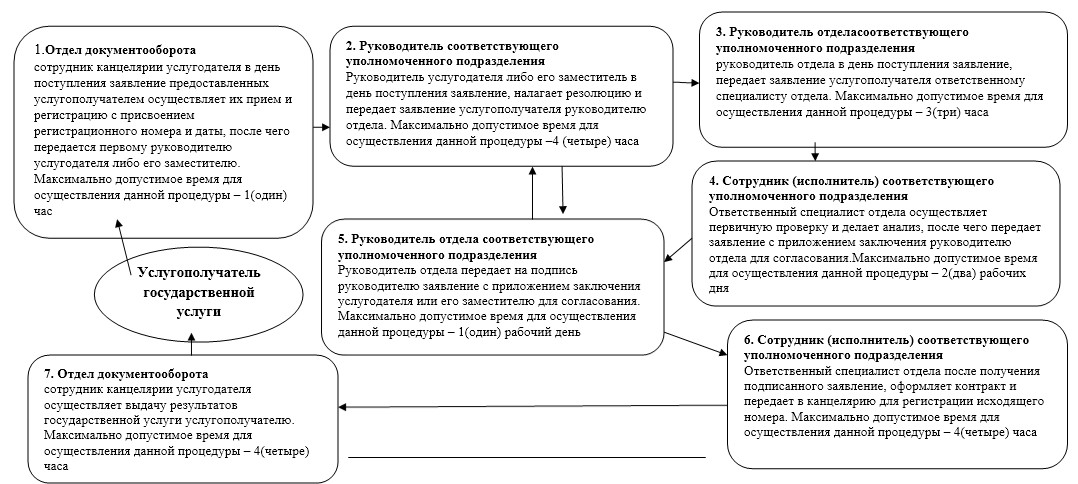 1.Отдел документооборота
сотрудник канцелярии услугодателя в день
поступления заявление предоставленных
услугополучателем осуществляет их прием и
регистрацию с присвоением
регистрационного номера и даты, после чего
передается первому руководителю
услугодателя либо его заместителю.
Максимально допустимое время для
осуществления данной процедуры – 1(один)
час
2. Руководитель соответствующего
уполномоченного подразделения
Руководитель услугодателя либо его заместитель в
день поступления заявление, налагает резолюцию и
передает заявление услугополучателя руководителю
отдела. Максимально допустимое время для
осуществления данной процедуры –4 (четыре) часа
3. Руководитель отделасоответствующего
уполномоченного подразделения
руководитель отдела в день поступления заявление,
передает заявление услугополучателя ответственному
специалисту отдела. Максимально допустимое время для
осуществления данной процедуры – 3(три) часа
4. Сотрудник (исполнитель) соответствующего
уполномоченного подразделения
Ответственный специалист отдела осуществляет
первичную проверку и делает анализ, после чего передает
заявление с приложением заключения руководителю
отдела для согласования.Максимально допустимое время
для осуществления данной процедуры – 2(два) рабочих
дня
5. Руководитель отдела соответствующего
уполномоченного подразделения
Руководитель отдела передает на подпись
руководителю заявление с приложением заключения
услугодателя или его заместителю для согласования.
Максимально допустимое время для осуществления
данной процедуры – 1(один) рабочий день
Услугополучатель
государственной
услуги
6. Сотрудник (исполнитель) соответствующего
уполномоченного подразделения
Ответственный специалист отдела после получения
подписанного заявление, оформляет контракт и
передает в канцелярию для регистрации исходящего
номера. Максимально допустимое время для
осуществления данной процедуры – 4(четыре) часа
7. Отдел документооборота
сотрудник канцелярии услугодателя
осуществляет выдачу результатов
государственной услуги услугополучателю.
Максимально допустимое время для
осуществления данной процедуры – 4(четыре)
часа